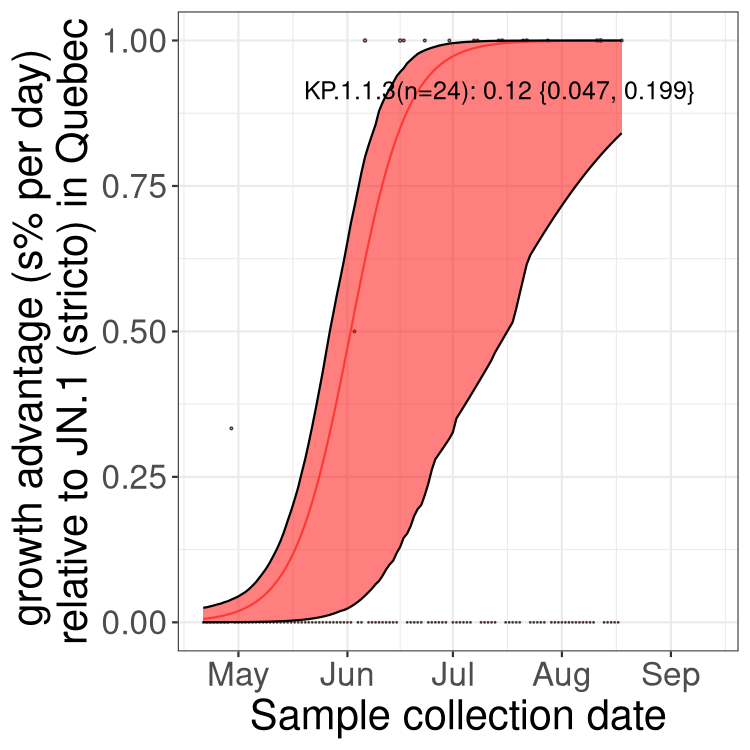 growth advantage (s% per day)
relative to JN.1 (stricto) in Quebec
1.00
0.75
0.50
0.25
0.00
KP.1.1.3(n=24): 0.12 {0.047, 0.199}
May Jun Jul Aug Sep
Sample collection date